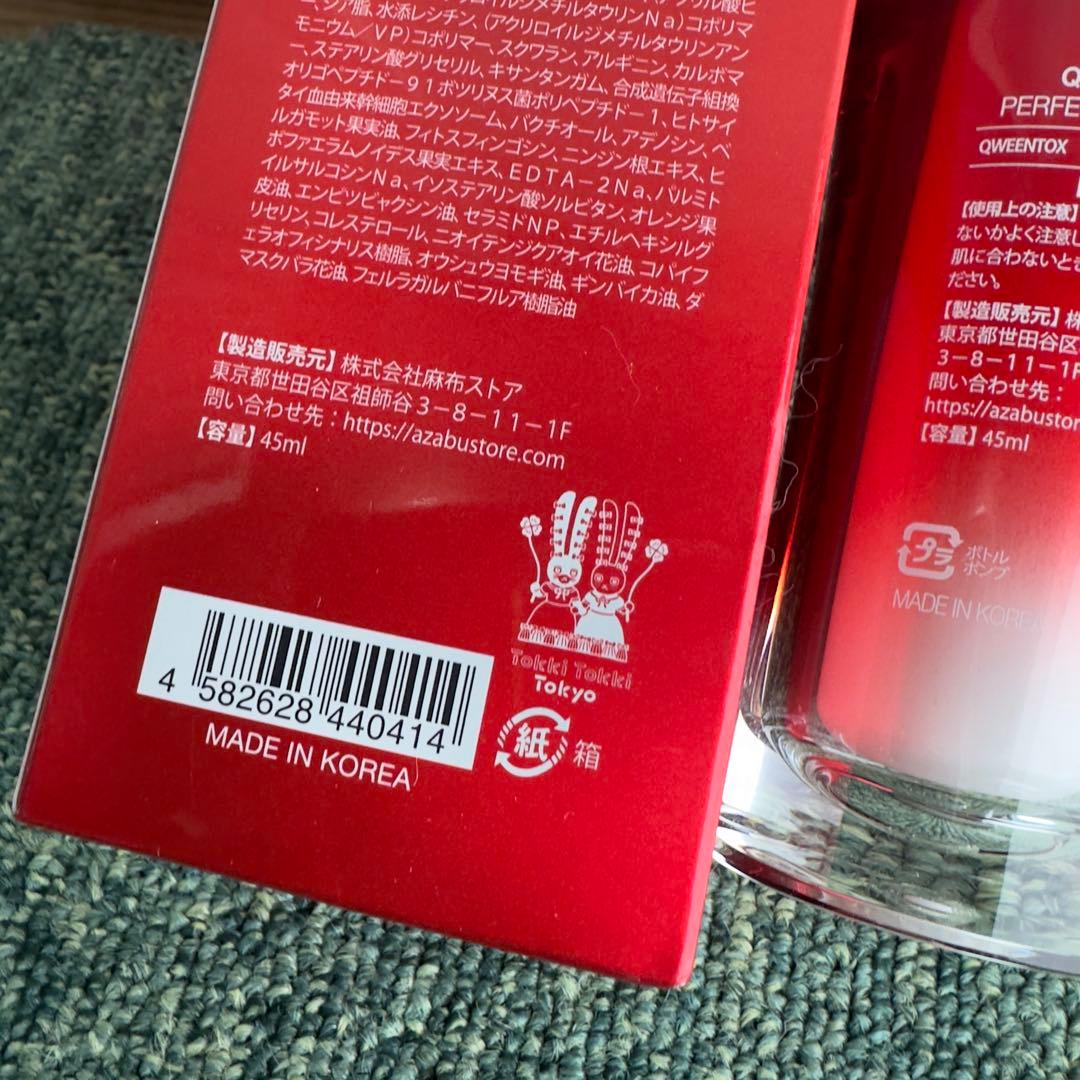 シア脂、水添レシチン、（アクリロイルジメチルタウリンＮａ）コポリマ
モニウム／ＶＰ）コポリマー、スクワラン、アルギニン、カルボマ
ー、ステアリン酸グリセリル、キサンタンガム、合成遺伝子組換
オリゴペプチドー９１ボツリヌス菌ポリペプチドー１、ヒトサイ
タイ血由来幹細胞エクソソーム、バクチオール、アデノシン、ベ
ルガモット果実油、フィトスフィンゴシン、ニンジン根エキス、ヒ
ポファエラムノイデス果実エキス、ＥＤＴＡ－２Ｎａ、パルミト
イルサルコシンＮａ、イソステアリン酸ソルビタン、オレンジ果
皮油、エンピツビャクシン油、セラミドＮＰ、エチルヘキシルグ
リセリン、コレステロール、ニオイテンジクアオイ花油、コパイフ
ェラオフィシナリス樹脂、オウシュウヨモギ油、ギンバイカ油、ダ
マスクバラ花油、フェルラガルバニフルア樹脂油
【製造販売元】株式会社麻布ストア
東京都世田谷区祖師谷３－８－１１－１Ｆ
問い合わせ先：https://azabustore.com
【容量】45ml
Tokki Tokki
Tokyo
4 582628 440414
MADE IN KOREA
紙 箱
PERFE
QWEENTOX
【使用上の注意】
ないかよく注意し
肌に合わないとき
ださい。
【製造販売元】株
東京都世田谷区
３－８－１１－１Ｆ
問い合わせ先：
https://azabustor
【容量】45ml
プラ ボトル
ポンプ
MADE IN KOREA